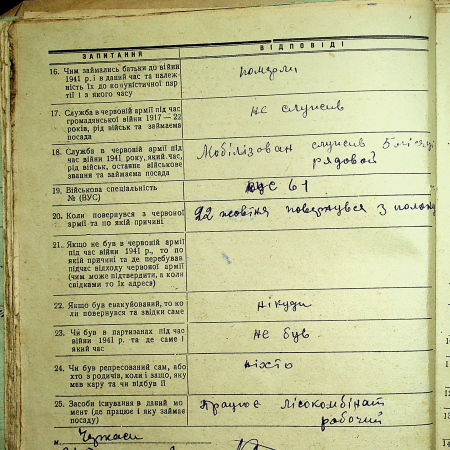 ЗАПИТАННЯ
ВІДПОВІДІ
16. Чим займались батьки до війни
1941 р. і в даний час та належ-
ність їх до комуністичної пар-
тії і з якого часу
померли
17. Служба в червоній армії під час
громадянської війни 1917—22
років, рід військ та займаєма
посада
не служив
18. Служба в червоній армії під
час війни 1941 року, який час,
рід військ, останнє військове
звання та займаєма посада
Мобілізован служив 5 місяц
рядовой
19. Військова спеціальність
№ (ВУС)
вус 61
20. Коли повернувся з червоної
армії та по якій причині
22 жовтня повернувся з полону
21. Якщо не був в червоній армії
під час війни 1941 р., то по
якій причині та де перебував
під час відходу червоної армії
(чим може підтвердити, а коли
свідками то їх адреси)
22. Якщо був евакуйований, то ко-
ли повернувся та звідки саме
нікуди
23. Чи був в партизанах під час
війни 1941 р. та де саме і
який час
не був
24. Чи був репресований сам, або
хто з родичів, коли і защо, яку
мав кару та чи відбув її
ніхто
25. Засоби існування в даний мо-
мент (де працює і яку займає
посаду)
Працює лісокомбінат
рабочий
м. Черкаси